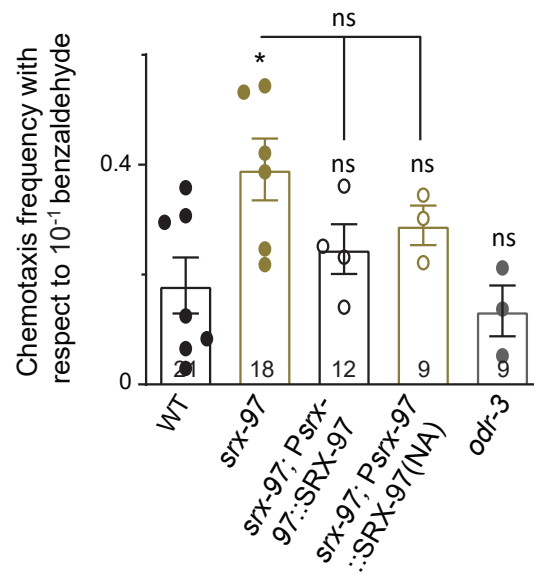 ns
*
Chemotaxis frequency with
respect to 10⁻¹ benzaldehyde
0.4
ns
ns
ns
0
21
18
12
9
9
WT
srx-97
srx-97; Psrx-
97::SRX-97
srx-97; Psrx-97
::SRX-97(NA)
odr-3